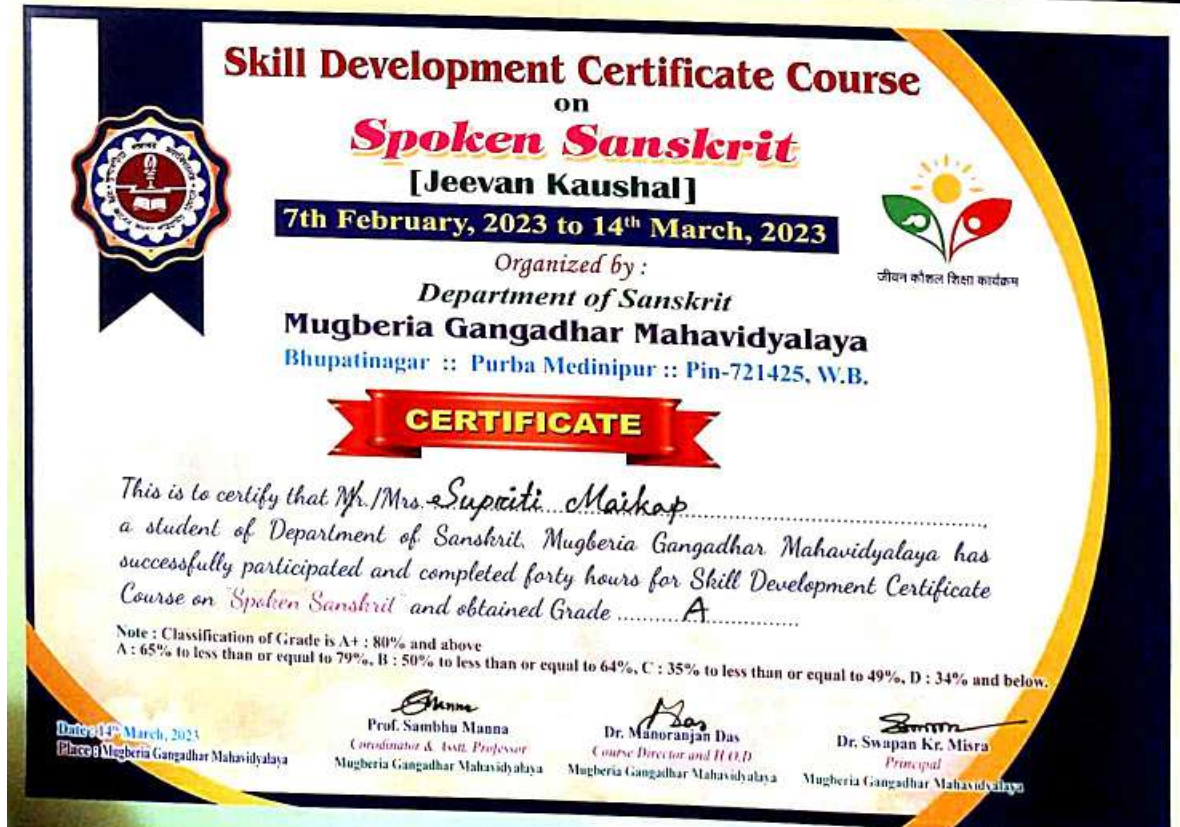 Skill Development Certificate Course
on
Spoken Sanskrit
[Jeevan Kaushal]
7th February, 2023 to 14th March, 2023
जीवन कौशल शिक्षा कार्यक्रम
Organized by :
Department of Sanskrit
Mugberia Gangadhar Mahavidyalaya
Bhupatinagar :: Purba Medinipur :: Pin-721425, W.B.
CERTIFICATE
This is to certify that Mr./Mrs. Supriti Maikap
a student of Department of Sanskrit, Mugberia Gangadhar Mahavidyalaya has
successfully participated and completed forty hours for Skill Development Certificate
Course on "Spoken Sanskrit" and obtained Grade ........A..............
Note : Classification of Grade is A+ : 80% and above
A : 65% to less than or equal to 79%, B : 50% to less than or equal to 64%, C : 35% to less than or equal to 49%, D : 34% and below.
Date : 14th March, 2023
Place : Mugberia Gangadhar Mahavidyalaya
Prof. Sambhu Manna
Corodinator & Asstt. Professor
Mugberia Gangadhar Mahavidyalaya
Dr. Manoranjan Das
Course Director and H.O.D
Mugberia Gangadhar Mahavidyalaya
Dr. Swapan Kr. Misra
Principal
Mugberia Gangadhar Mahavidyalaya